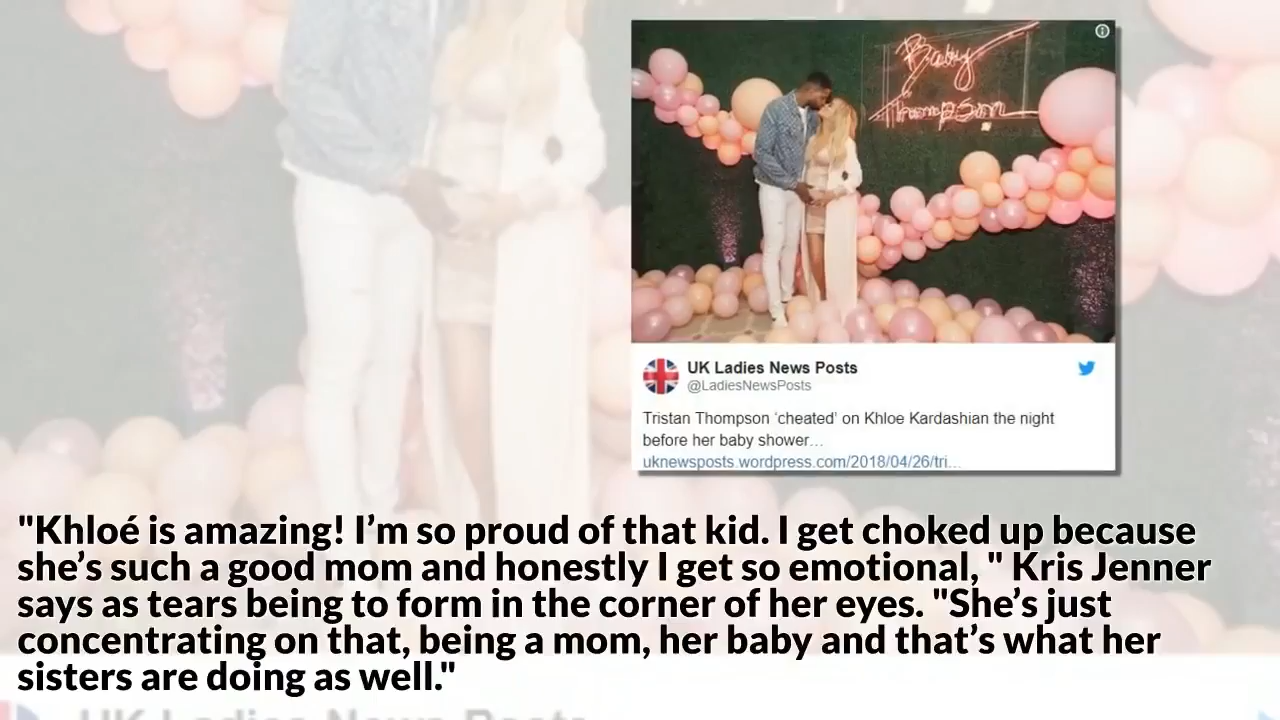 Baby
Thompson
UK Ladies News Posts
@LadiesNewsPosts
Tristan Thompson ‘cheated’ on Khloe Kardashian the night
before her baby shower…
uknewsposts.wordpress.com/2018/04/26/tri…
"Khloé is amazing! I’m so proud of that kid. I get choked up because
she’s such a good mom and honestly I get so emotional, " Kris Jenner
says as tears being to form in the corner of her eyes. "She’s just
concentrating on that, being a mom, her baby and that’s what her
sisters are doing as well."
UK Ladies News Posts